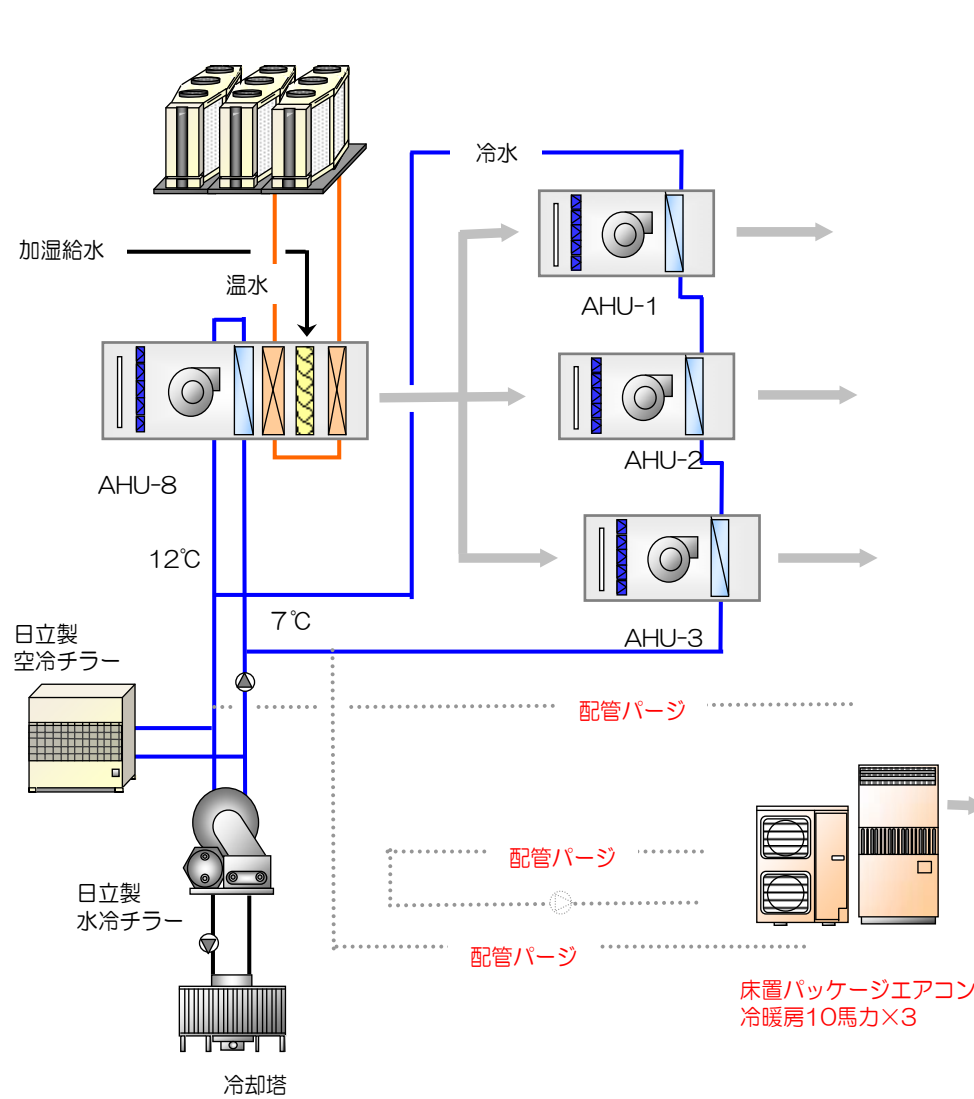 冷水
加湿給水
温水
AHU-1
AHU-2
AHU-8
12℃
7℃
AHU-3
日立製
空冷チラー
配管パージ
配管パージ
日立製
水冷チラー
配管パージ
床置パッケージエアコン
冷暖房10馬力×3
冷却塔